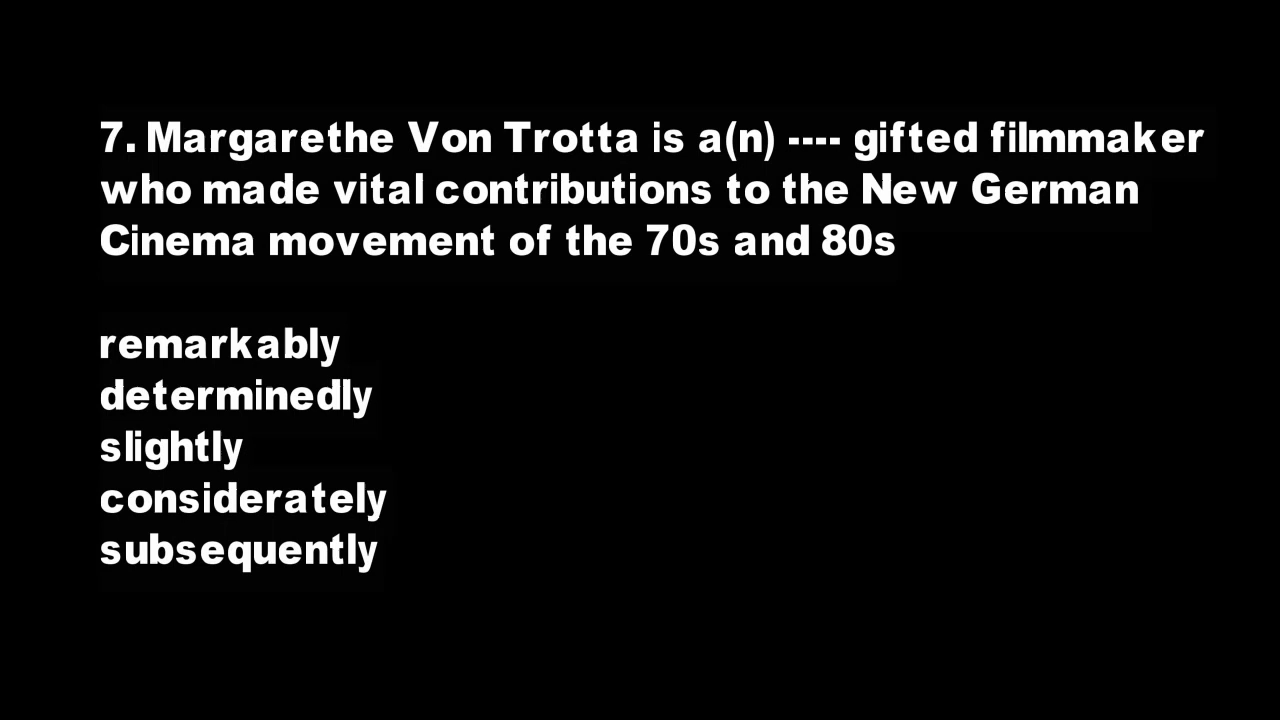 7. Margarethe Von Trotta is a(n) ---- gifted filmmaker
who made vital contributions to the New German
Cinema movement of the 70s and 80s
remarkably
determinedly
slightly
considerately
subsequently